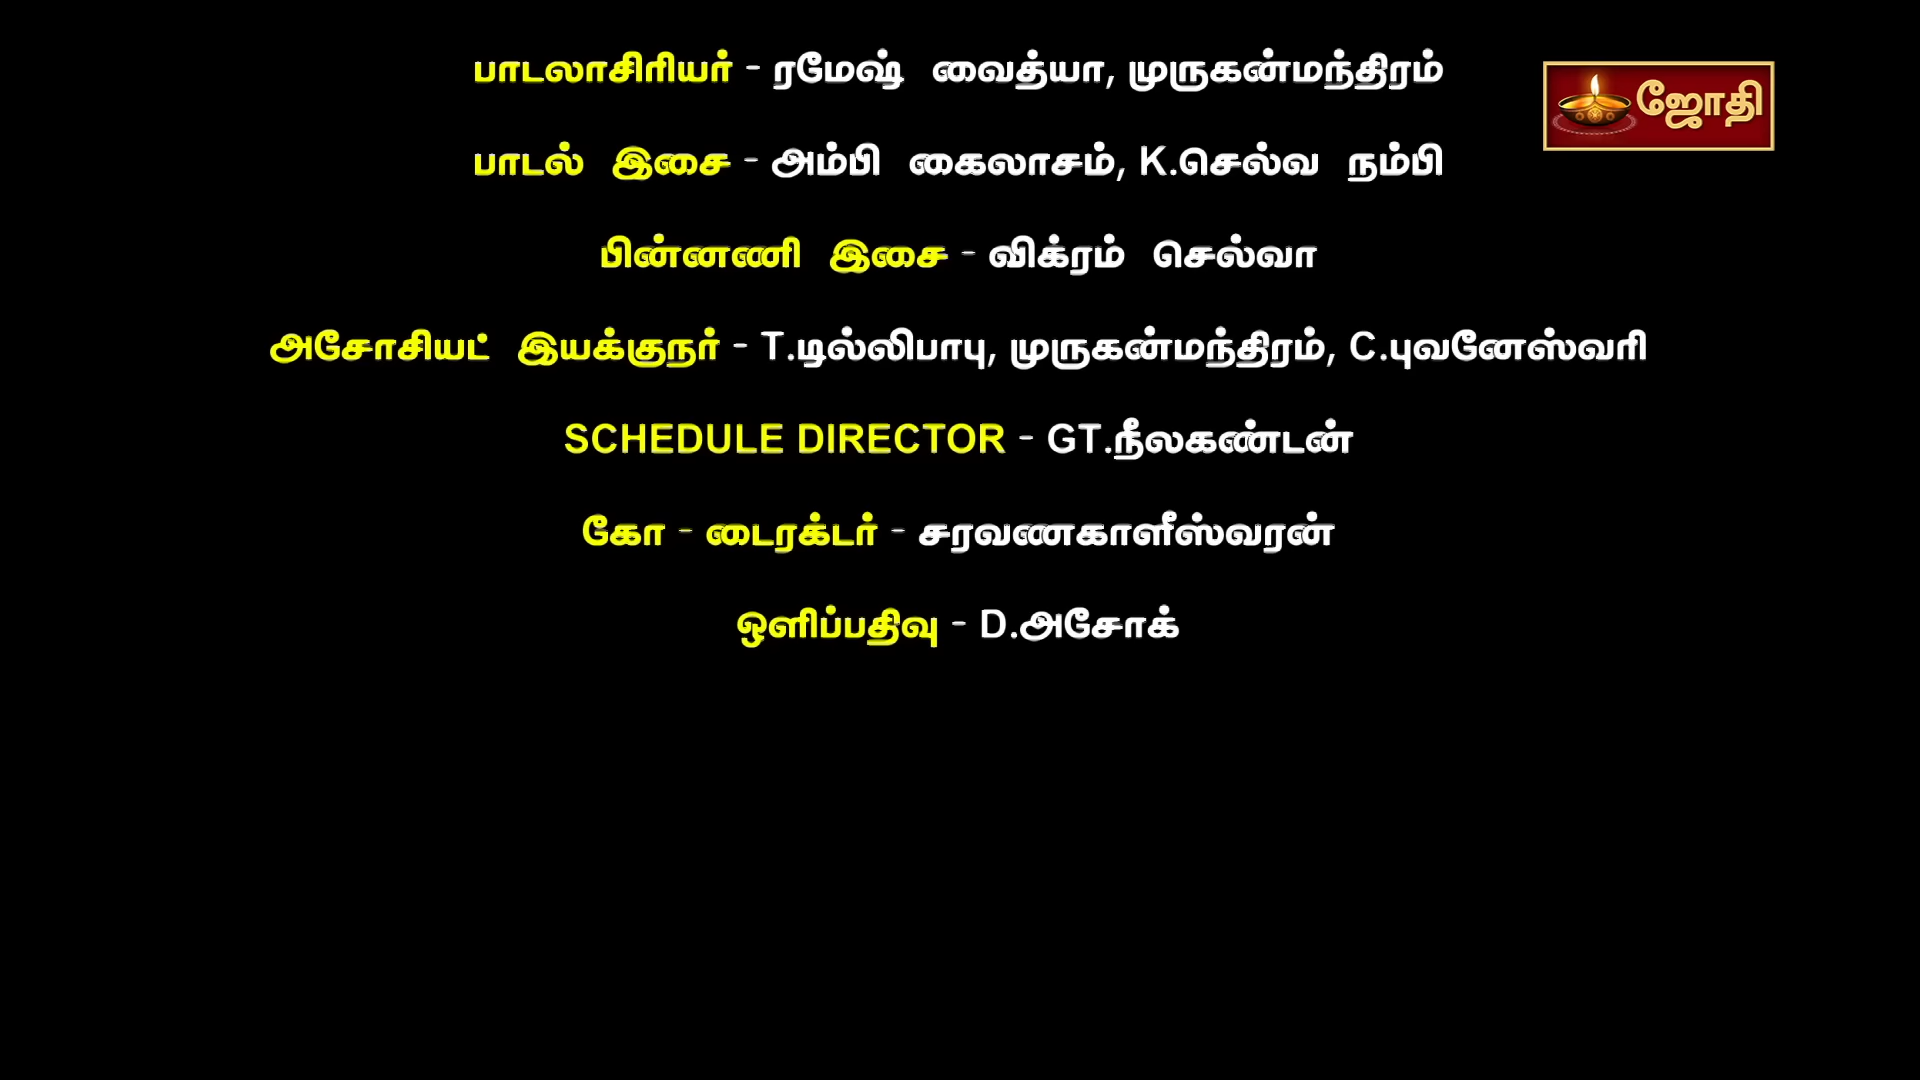 பாடலாசிரியர் - ரமேஷ் வைத்யா, முருகன்மந்திரம்
ஜோதி
பாடல் இசை - அம்பி கைலாசம், K.செல்வ நம்பி
பின்னணி இசை - விக்ரம் செல்வா
அசோசியட் இயக்குநர் - T.டில்லிபாபு, முருகன்மந்திரம், C.புவனேஸ்வரி
SCHEDULE DIRECTOR - GT.நீலகண்டன்
கோ - டைரக்டர் - சரவணகாளீஸ்வரன்
ஒளிப்பதிவு - D.அசோக்